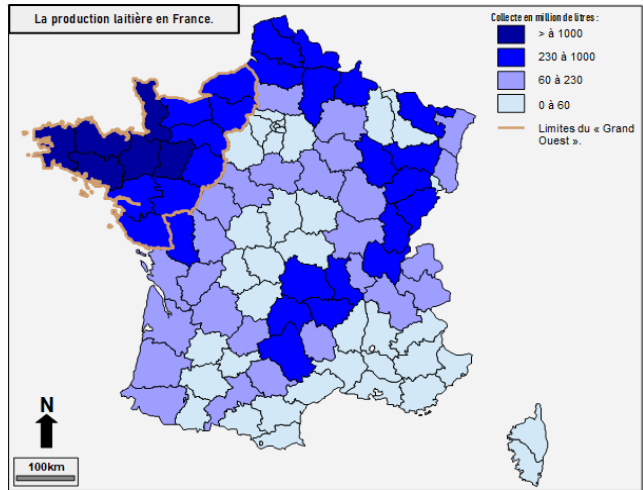 La production laitière en France.
Collecte en million de litres :
> à 1000
230 à 1000
60 à 230
0 à 60
Limites du « Grand
Ouest ».
N
100km